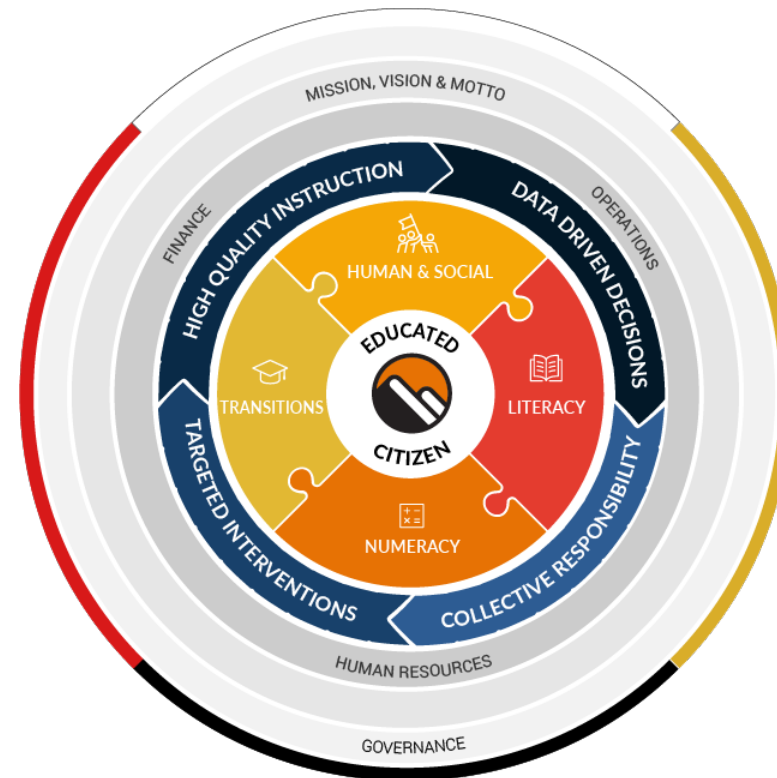 MISSION, VISION & MOTTO
FINANCE
OPERATIONS
HIGH QUALITY INSTRUCTION
DATA DRIVEN DECISIONS
HUMAN & SOCIAL
EDUCATED
TRANSITIONS
LITERACY
CITIZEN
TARGETED INTERVENTIONS
COLLECTIVE RESPONSIBILITY
NUMERACY
HUMAN RESOURCES
GOVERNANCE